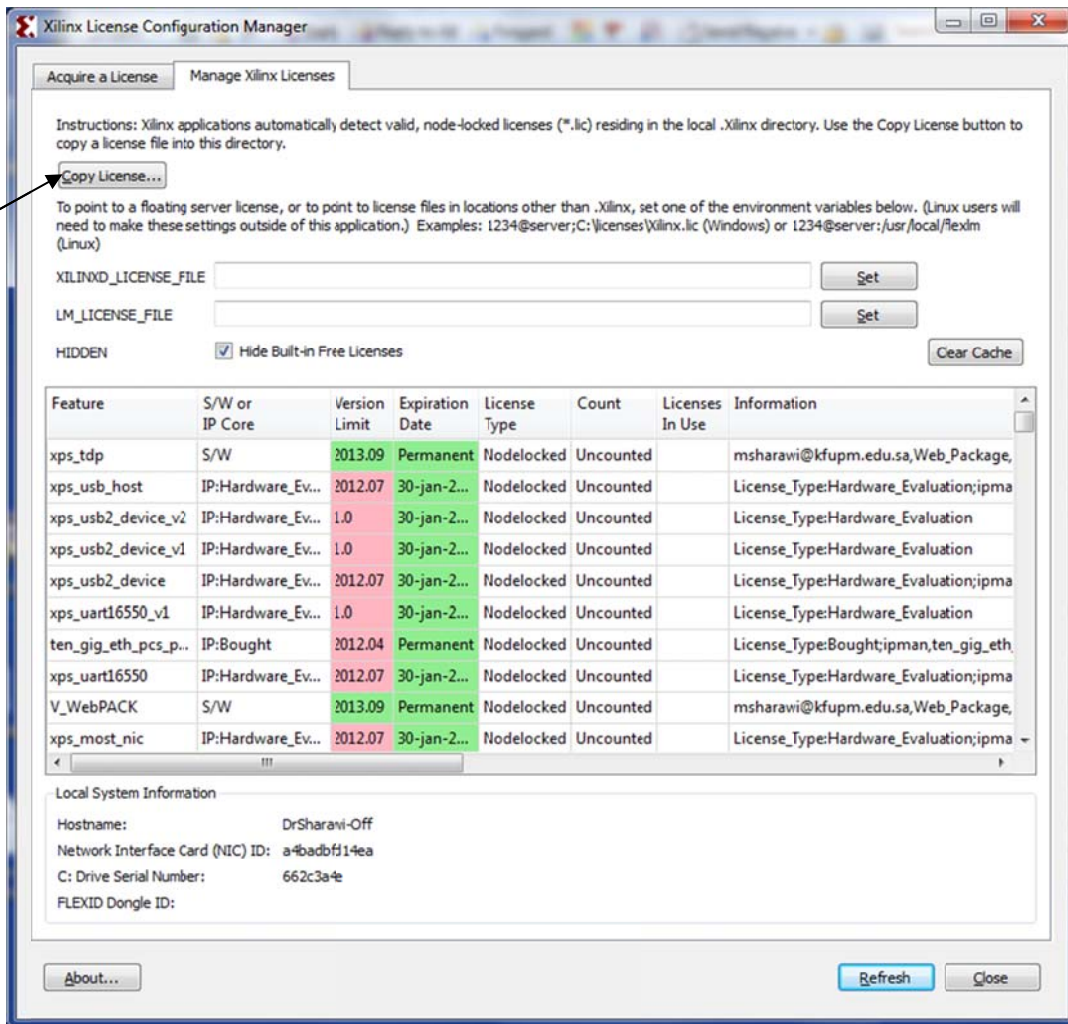 Xilinx License Configuration Manager
Acquire a License
Manage Xilinx Licenses
Instructions: Xilinx applications automatically detect valid, node-locked licenses (*.lic) residing in the local .Xilinx directory. Use the Copy License button to
copy a license file into this directory.
Copy License...
To point to a floating server license, or to point to license files in locations other than .Xilinx, set one of the environment variables below. (Linux users will
need to make these settings outside of this application.) Examples: 1234@server;C:\licenses\Xilinx.lic (Windows) or 1234@server:/usr/local/flexlm
(Linux)
XILINXD_LICENSE_FILE Set
LM_LICENSE_FILE Set
HIDDEN Hide Built-in Free Licenses Clear Cache
Feature S/W or IP Core Version Limit Expiration Date License Type Count Licenses In Use Information
xps_tdp S/W 2013.09 Permanent Nodelocked Uncounted msharawi@kfupm.edu.sa,Web_Package,
xps_usb_host IP:Hardware_Ev... 2012.07 30-jan-2... Nodelocked Uncounted License_Type:Hardware_Evaluation;ipma
xps_usb2_device_v2 IP:Hardware_Ev... 1.0 30-jan-2... Nodelocked Uncounted License_Type:Hardware_Evaluation
xps_usb2_device_v1 IP:Hardware_Ev... 1.0 30-jan-2... Nodelocked Uncounted License_Type:Hardware_Evaluation
xps_usb2_device IP:Hardware_Ev... 2012.07 30-jan-2... Nodelocked Uncounted License_Type:Hardware_Evaluation;ipma
xps_uart16550_v1 IP:Hardware_Ev... 1.0 30-jan-2... Nodelocked Uncounted License_Type:Hardware_Evaluation
ten_gig_eth_pcs_p... IP:Bought 2012.04 Permanent Nodelocked Uncounted License_Type:Bought;ipman,ten_gig_eth_
xps_uart16550 IP:Hardware_Ev... 2012.07 30-jan-2... Nodelocked Uncounted License_Type:Hardware_Evaluation;ipma
V_WebPACK S/W 2013.09 Permanent Nodelocked Uncounted msharawi@kfupm.edu.sa,Web_Package,
xps_most_nic IP:Hardware_Ev... 2012.07 30-jan-2... Nodelocked Uncounted License_Type:Hardware_Evaluation;ipma
Local System Information
Hostname: DrSharawi-Off
Network Interface Card (NIC) ID: a4badbfd14ea
C: Drive Serial Number: 662c3a4e
FLEXID Dongle ID:
About... Refresh Close